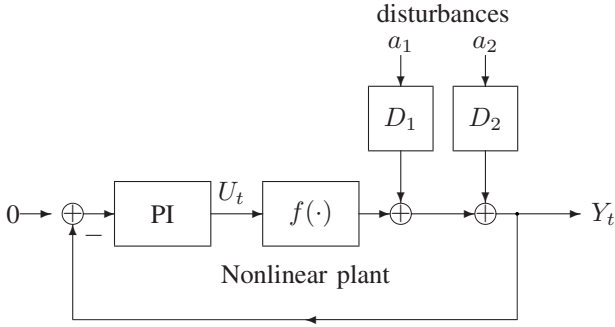 disturbances
a₁ a₂
D₁ D₂
0 − PI Uₜ f(·) Yₜ
Nonlinear plant